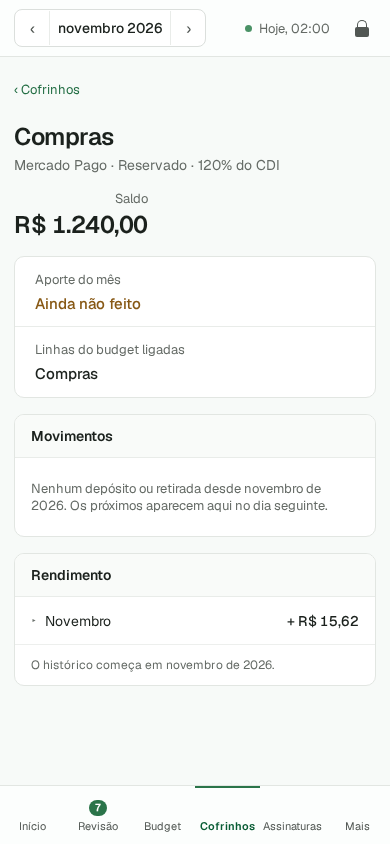 ‹ novembro 2026 › Hoje, 02:00
‹ Cofrinhos
Compras
Mercado Pago · Reservado · 120% do CDI
Saldo
R$ 1.240,00
Aporte do mês
Ainda não feito
Linhas do budget ligadas
Compras
Movimentos
Nenhum depósito ou retirada desde novembro de
2026. Os próximos aparecem aqui no dia seguinte.
Rendimento
‣ Novembro + R$ 15,62
O histórico começa em novembro de 2026.
7
Início Revisão Budget Cofrinhos Assinaturas Mais